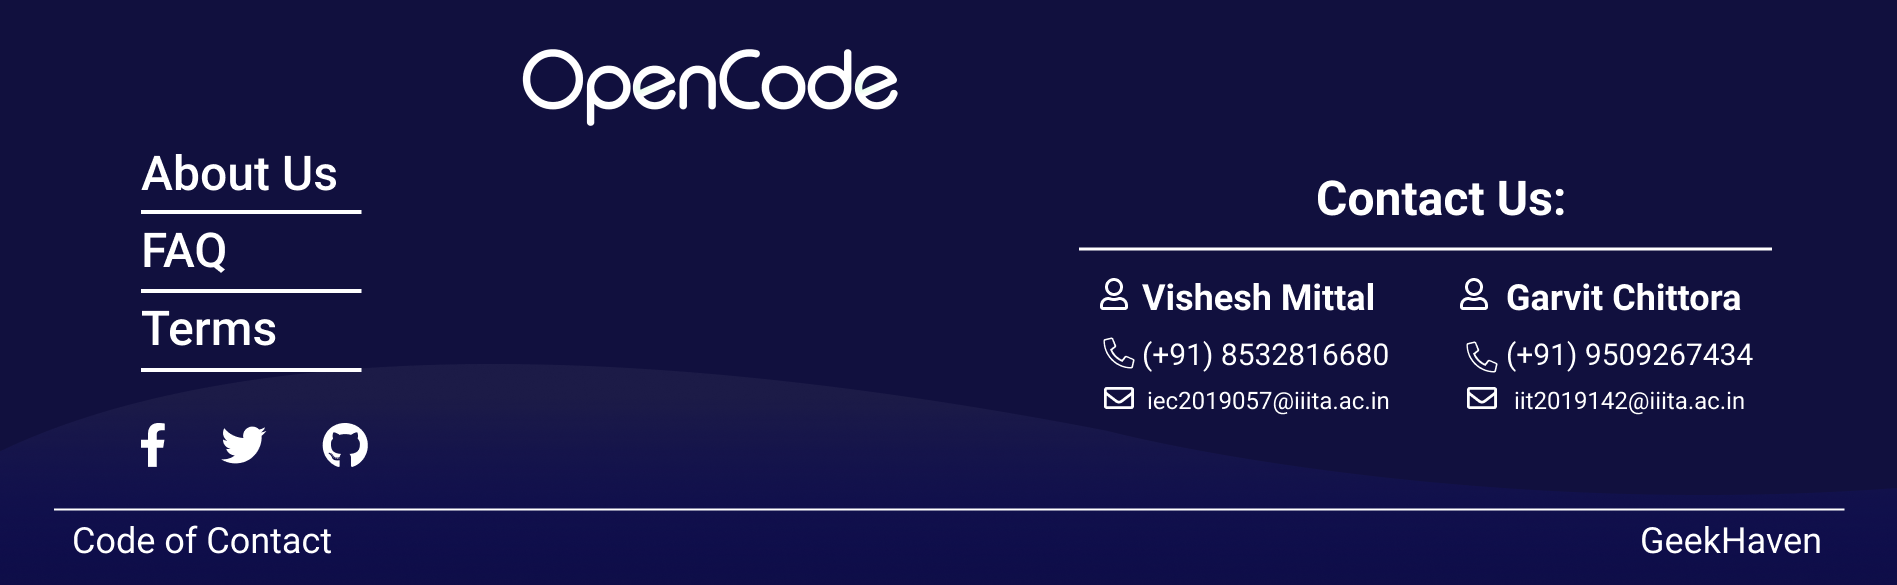 OpenCode
About Us
FAQ
Terms
Contact Us:
Vishesh Mittal
(+91) 8532816680
iec2019057@iiita.ac.in
Garvit Chittora
(+91) 9509267434
iit2019142@iiita.ac.in
Code of Contact
GeekHaven